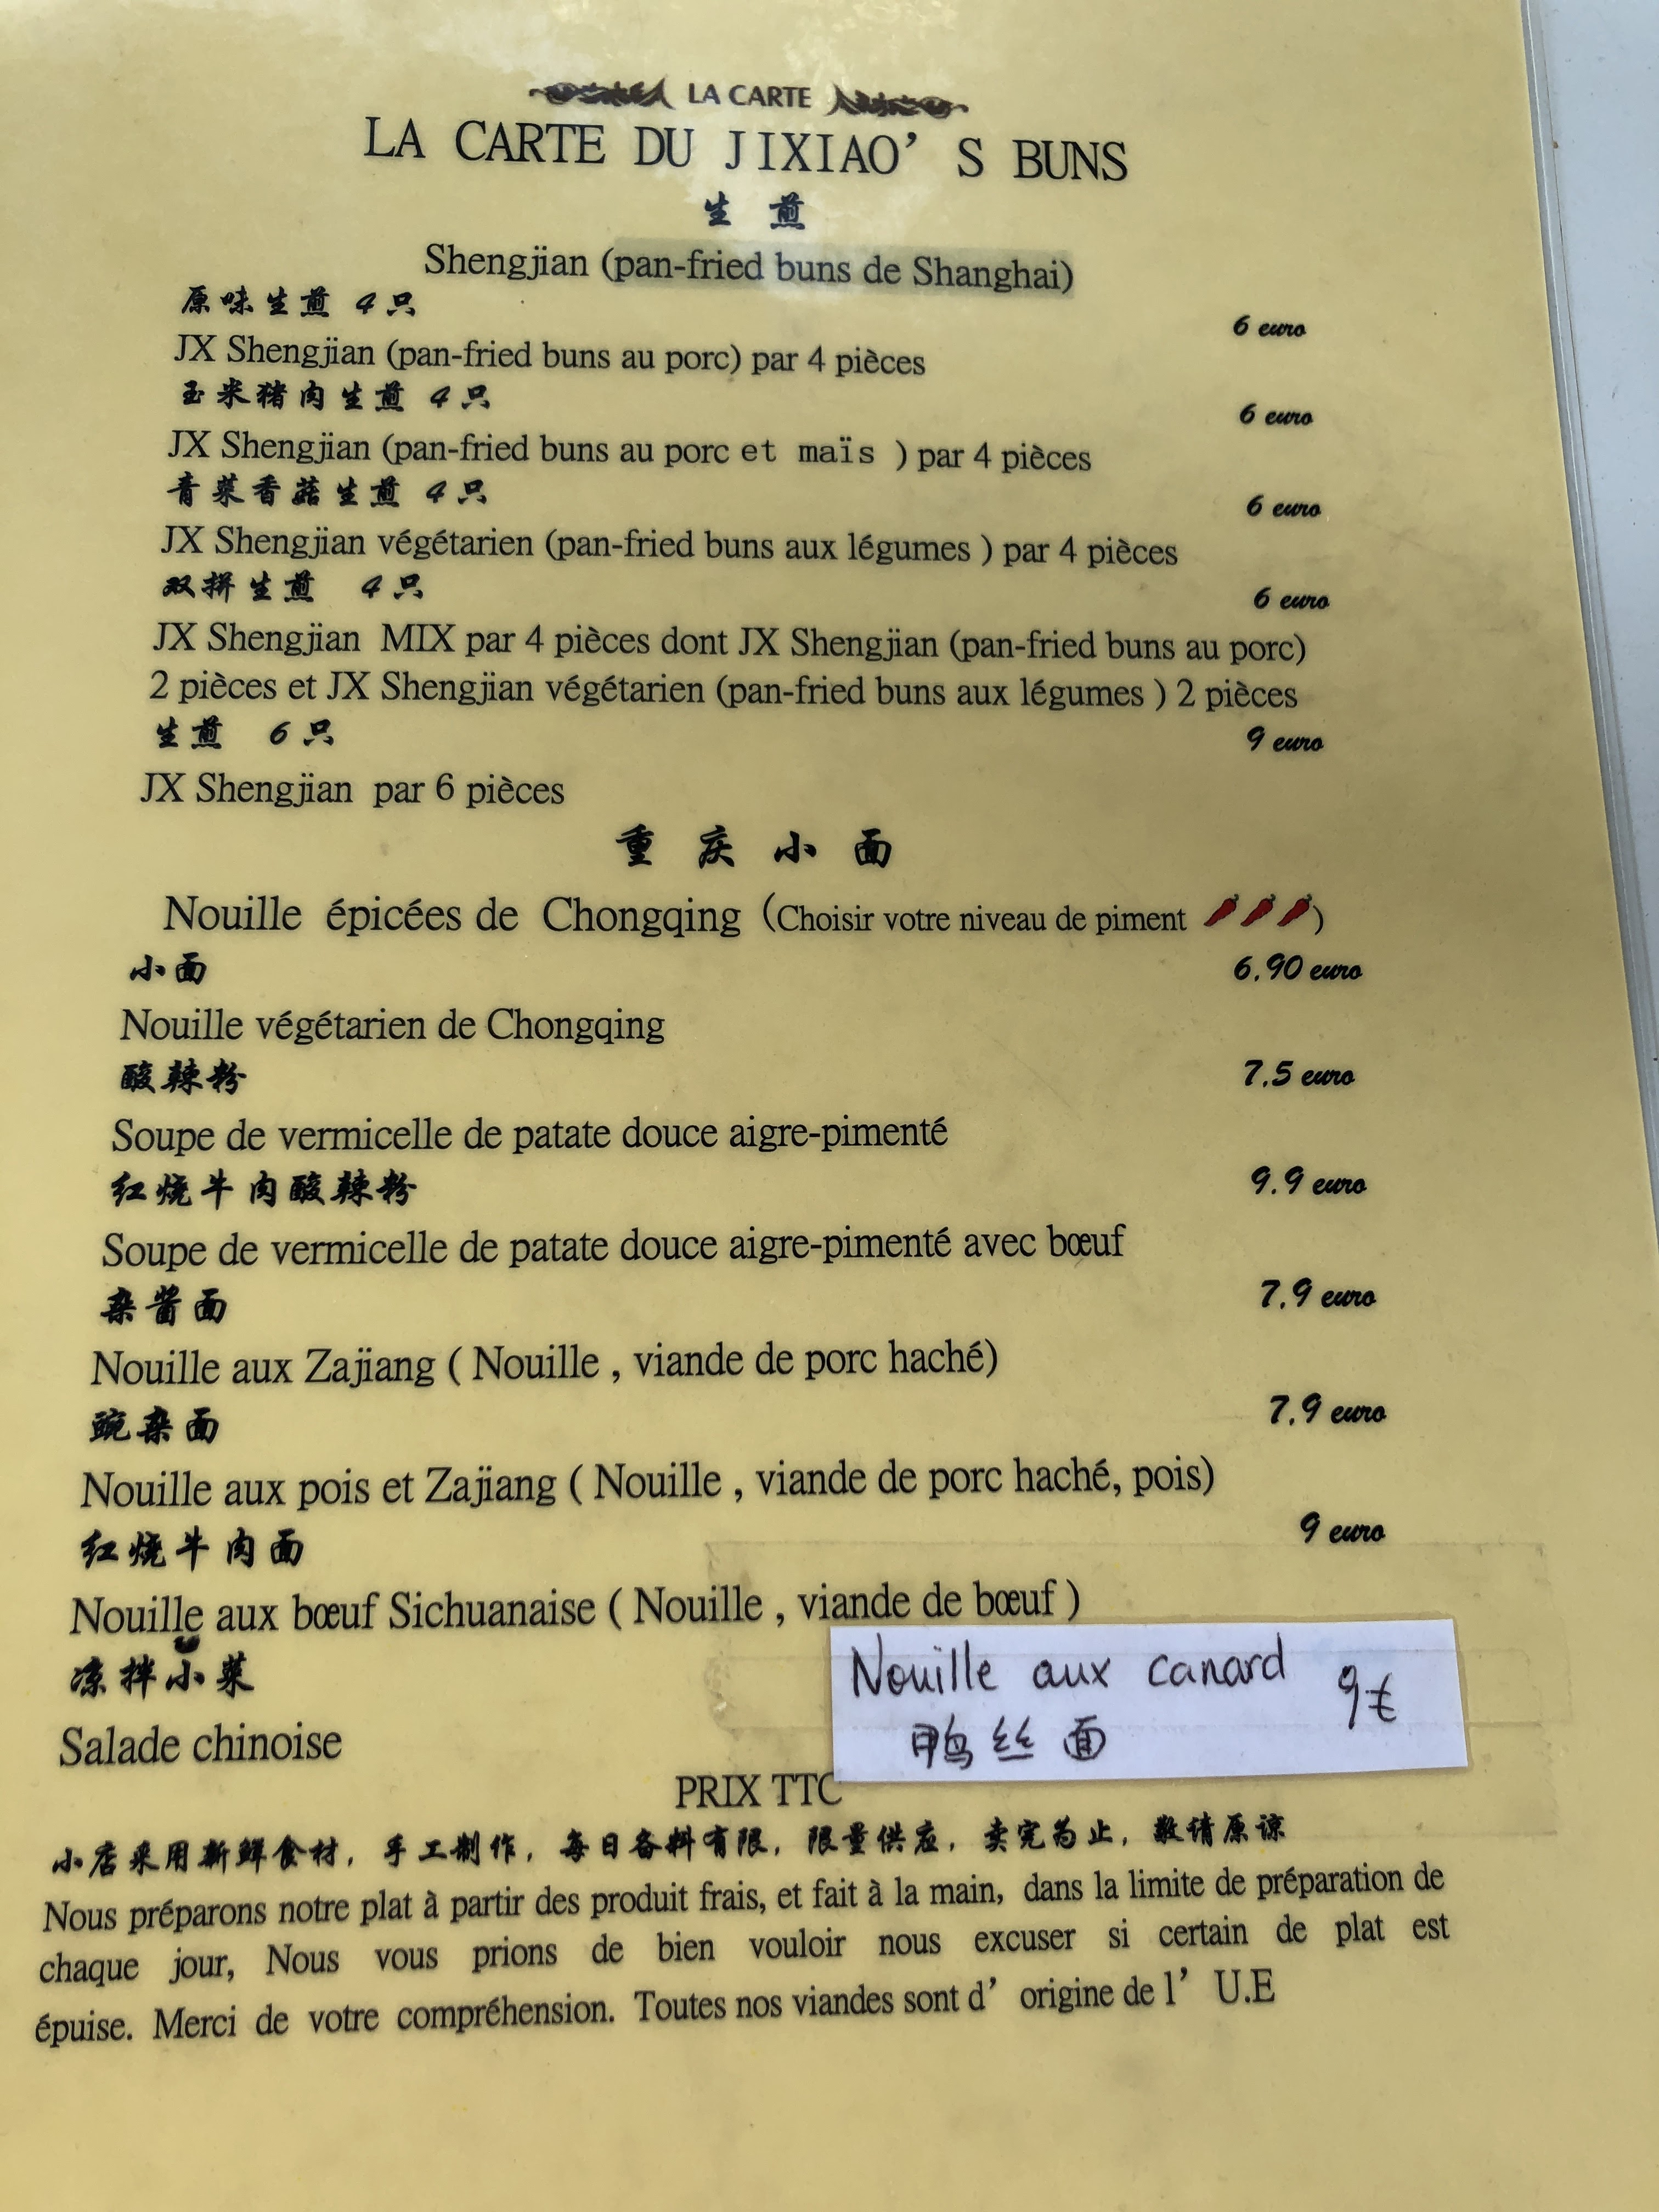 LA CARTE
LA CARTE DU JIXIAO' S BUNS
生煎
Shengjian (pan-fried buns de Shanghai)
原味生煎 4只
6 euro
JX Shengjian (pan-fried buns au porc) par 4 pièces
玉米猪肉生煎 4只
6 euro
JX Shengjian (pan-fried buns au porc et maïs ) par 4 pièces
青菜香菇生煎 4只
6 euro
JX Shengjian végétarien (pan-fried buns aux légumes ) par 4 pièces
双拼生煎 4只
6 euro
JX Shengjian MIX par 4 pièces dont JX Shengjian (pan-fried buns au porc)
2 pièces et JX Shengjian végétarien (pan-fried buns aux légumes ) 2 pièces
生煎 6只
9 euro
JX Shengjian par 6 pièces
重庆小面
Nouille épicées de Chongqing (Choisir votre niveau de piment )
小面
6.90 euro
Nouille végétarien de Chongqing
酸辣粉
7.5 euro
Soupe de vermicelle de patate douce aigre-pimenté
红烧牛肉酸辣粉
9.9 euro
Soupe de vermicelle de patate douce aigre-pimenté avec bœuf
杂酱面
7.9 euro
Nouille aux Zajiang ( Nouille , viande de porc haché)
豌杂面
7.9 euro
Nouille aux pois et Zajiang ( Nouille , viande de porc haché, pois)
红烧牛肉面
9 euro
Nouille aux bœuf Sichuanaise ( Nouille , viande de bœuf )
凉拌小菜
Salade chinoise
Nouille aux canard 9€
鸭丝面
PRIX TTC
小店采用新鲜食材，手工制作，每日备料有限，限量供应，卖完为止，敬请原谅
Nous préparons notre plat à partir des produit frais, et fait à la main, dans la limite de préparation de
chaque jour, Nous vous prions de bien vouloir nous excuser si certain de plat est
épuise. Merci de votre compréhension. Toutes nos viandes sont d' origine de l' U.E